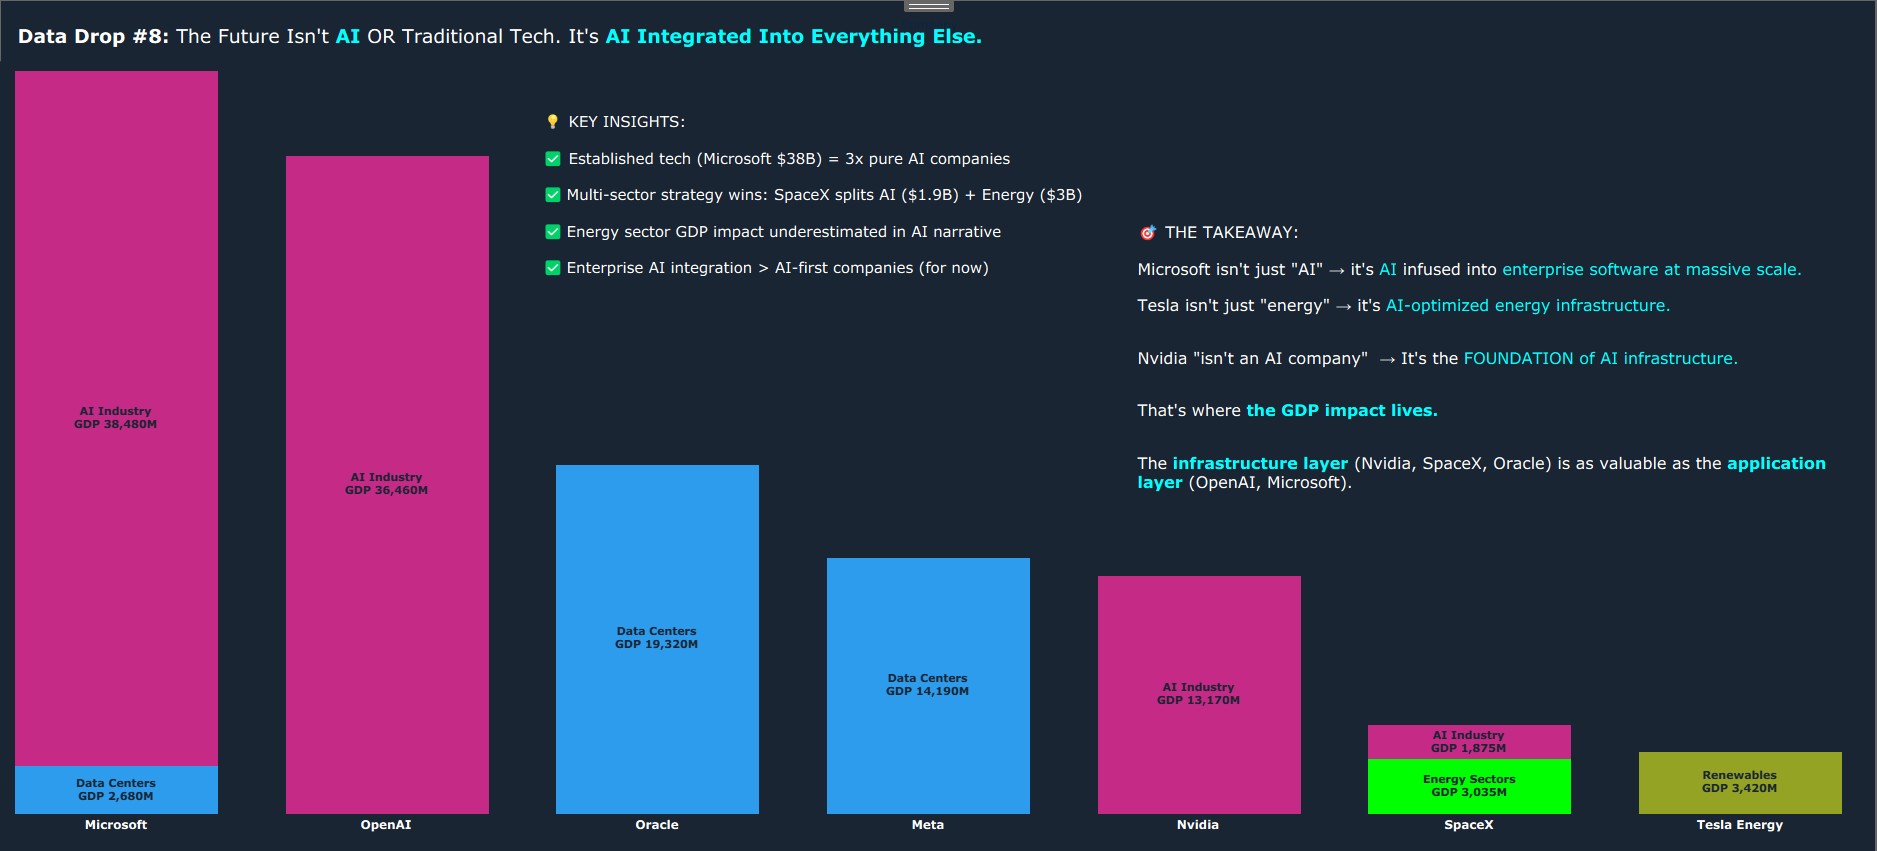 Data Drop #8: The Future Isn't AI OR Traditional Tech. It's AI Integrated Into Everything Else.
💡 KEY INSIGHTS:
✅ Established tech (Microsoft $38B) = 3x pure AI companies
✅ Multi-sector strategy wins: SpaceX splits AI ($1.9B) + Energy ($3B)
✅ Energy sector GDP impact underestimated in AI narrative
✅ Enterprise AI integration > AI-first companies (for now)
🎯 THE TAKEAWAY:
Microsoft isn't just "AI" → it's AI infused into enterprise software at massive scale.
Tesla isn't just "energy" → it's AI-optimized energy infrastructure.
Nvidia "isn't an AI company" → It's the FOUNDATION of AI infrastructure.
That's where the GDP impact lives.
The infrastructure layer (Nvidia, SpaceX, Oracle) is as valuable as the application
layer (OpenAI, Microsoft).
AI Industry
GDP 38,480M
Data Centers
GDP 2,680M
Microsoft
AI Industry
GDP 36,460M
OpenAI
Data Centers
GDP 19,320M
Oracle
Data Centers
GDP 14,190M
Meta
AI Industry
GDP 13,170M
Nvidia
AI Industry
GDP 1,875M
Energy Sectors
GDP 3,035M
SpaceX
Renewables
GDP 3,420M
Tesla Energy